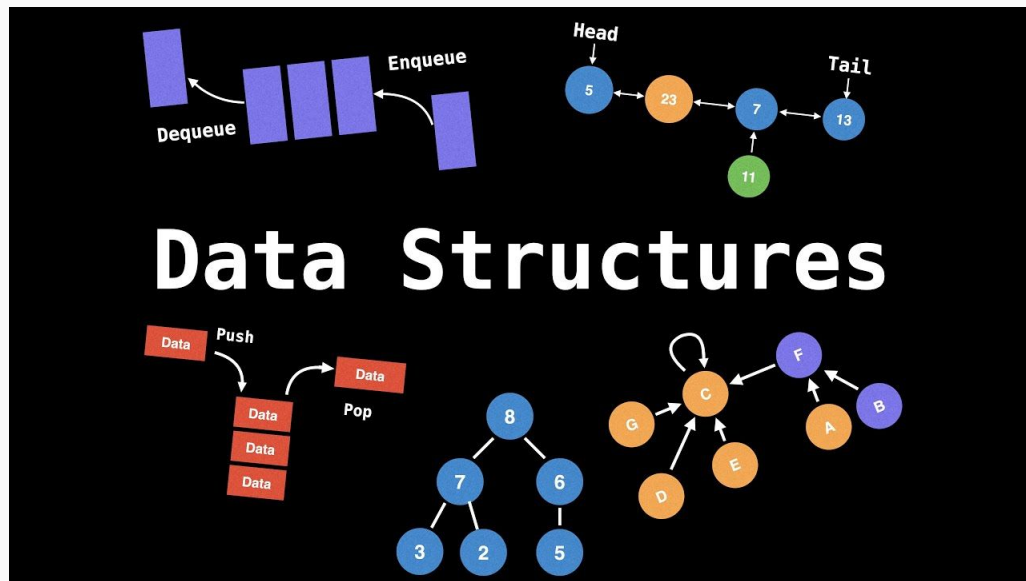 Enqueue
Dequeue
Head
Tail
5
23
7
13
11
Data Structures
Data
Push
Data
Pop
Data
Data
Data
8
7
6
3
2
5
F
C
B
G
A
E
D